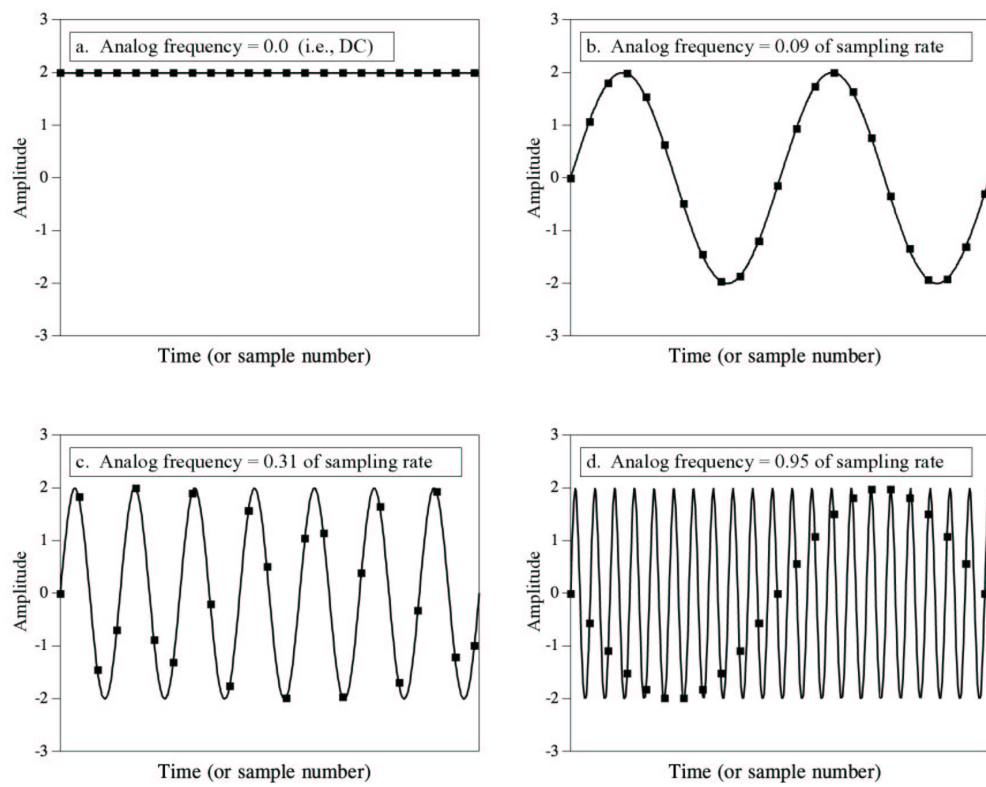 a. Analog frequency = 0.0 (i.e., DC)
3
2
1
0
-1
-2
-3
Amplitude
Time (or sample number)
b. Analog frequency = 0.09 of sampling rate
3
2
1
0
-1
-2
-3
Amplitude
Time (or sample number)
c. Analog frequency = 0.31 of sampling rate
3
2
1
0
-1
-2
-3
Amplitude
Time (or sample number)
d. Analog frequency = 0.95 of sampling rate
3
2
1
0
-1
-2
-3
Amplitude
Time (or sample number)